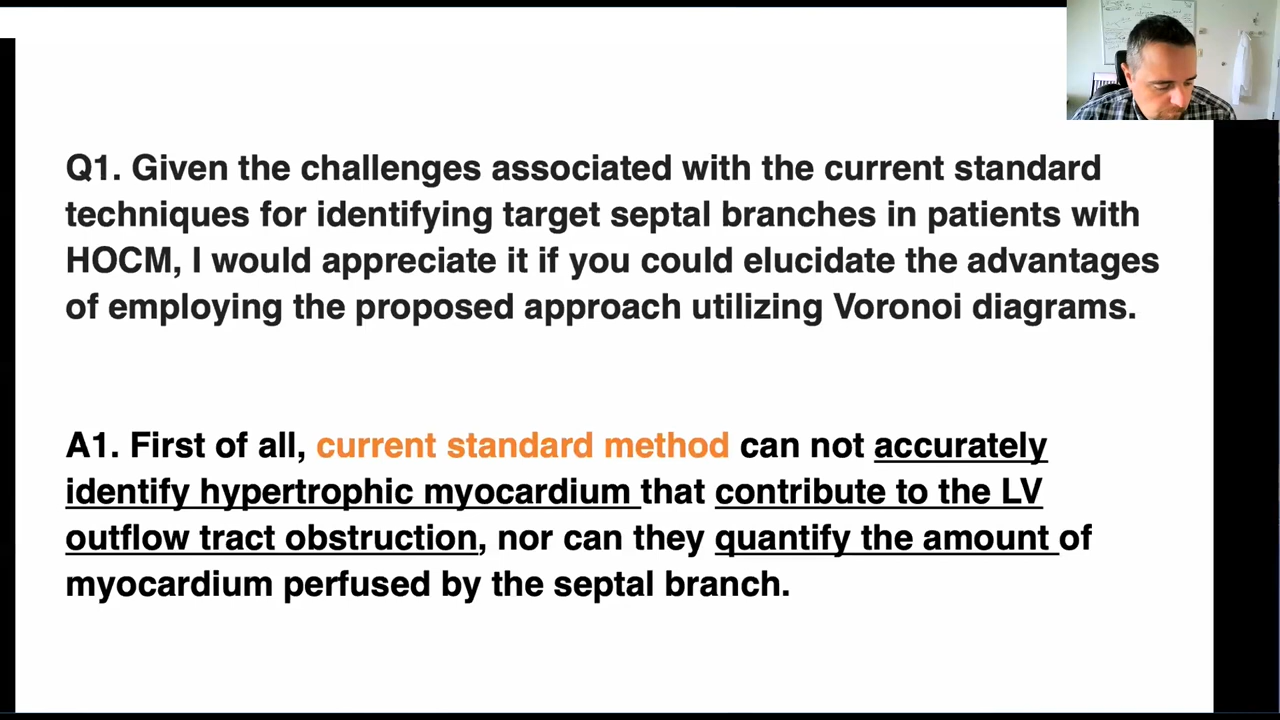 Q1. Given the challenges associated with the current standard
techniques for identifying target septal branches in patients with
HOCM, I would appreciate it if you could elucidate the advantages
of employing the proposed approach utilizing Voronoi diagrams.
A1. First of all, current standard method can not accurately
identify hypertrophic myocardium that contribute to the LV
outflow tract obstruction, nor can they quantify the amount of
myocardium perfused by the septal branch.